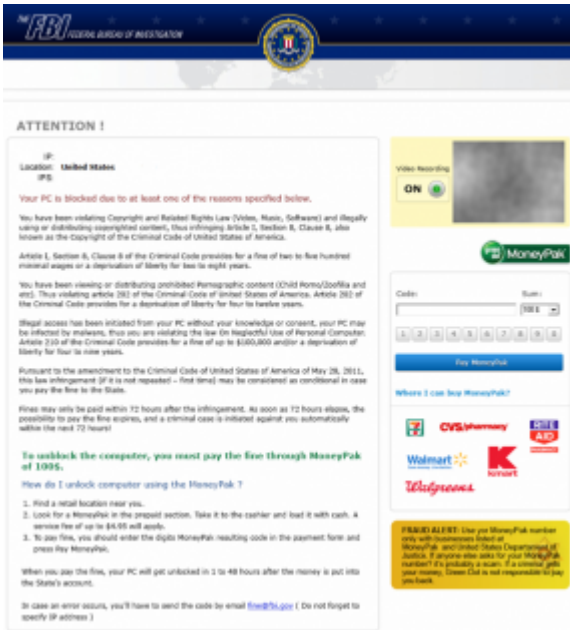 THE FBI FEDERAL BUREAU OF INVESTIGATION
ATTENTION !
IP:
Location: United States
IPS:
Your PC is blocked due to at least one of the reasons specified below.
You have been violating Copyright and Related Rights Law (Video, Music, Software) and illegally
using or distributing copyrighted content, thus infringing Article I, Section 8, Clause 8, also
known as the Copyright of the Criminal Code of United States of America.
Article I, Section 8, Clause 8 of the Criminal Code provides for a fine of two to five hundred
minimal wages or a deprivation of liberty for two to eight years.
You have been viewing or distributing prohibited Pornographic content (Child Porno/Zoofilia and
etc). Thus violating article 202 of the Criminal Code of United States of America. Article 202 of
the Criminal Code provides for a deprivation of liberty for four to twelve years.
Illegal access has been initiated from your PC without your knowledge or consent, your PC may
be infected by malware, thus you are violating the law On Neglectful Use of Personal Computer.
Article 210 of the Criminal Code provides for a fine of up to $100,000 and/or a deprivation of
liberty for four to nine years.
Pursuant to the amendment to the Criminal Code of United States of America of May 28, 2011,
this law infringement (if it is not repeated - first time) may be considered as conditional in case
you pay the fine to the State.
Fines may only be paid within 72 hours after the infringement. As soon as 72 hours elapse, the
possibility to pay the fine expires, and a criminal case is initiated against you automatically
within the next 72 hours!
To unblock the computer, you must pay the fine through MoneyPak
of 100$.
How do I unlock computer using the MoneyPak ?
1. Find a retail location near you.
2. Look for a MoneyPak in the prepaid section. Take it to the cashier and load it with cash. A
service fee of up to $4.95 will apply.
3. To pay fine, you should enter the digits MoneyPak resulting code in the payment form and
press Pay MoneyPak.
When you pay the fine, your PC will get unlocked in 1 to 48 hours after the money is put into
the State's account.
In case an error occurs, you'll have to send the code by email fine@fbi.gov ( Do not forget to
specify IP address )
Video Recording
ON
MoneyPak
Code: Sum:
100$
1 2 3 4 5 6 7 8 9 0
Pay MoneyPak
Where I can buy MoneyPak?
7 ELEVEN CVS/pharmacy RITE AID PHARMACY
Walmart
K kmart
Walgreens
FRAUD ALERT: Use your MoneyPak number
only with businesses listed at
MoneyPak and United States Department of
Justice. If anyone else asks for your MoneyPak
number? it's probably a scam. If a criminal gets
your money, Green Dot is not responsible to pay
you back.